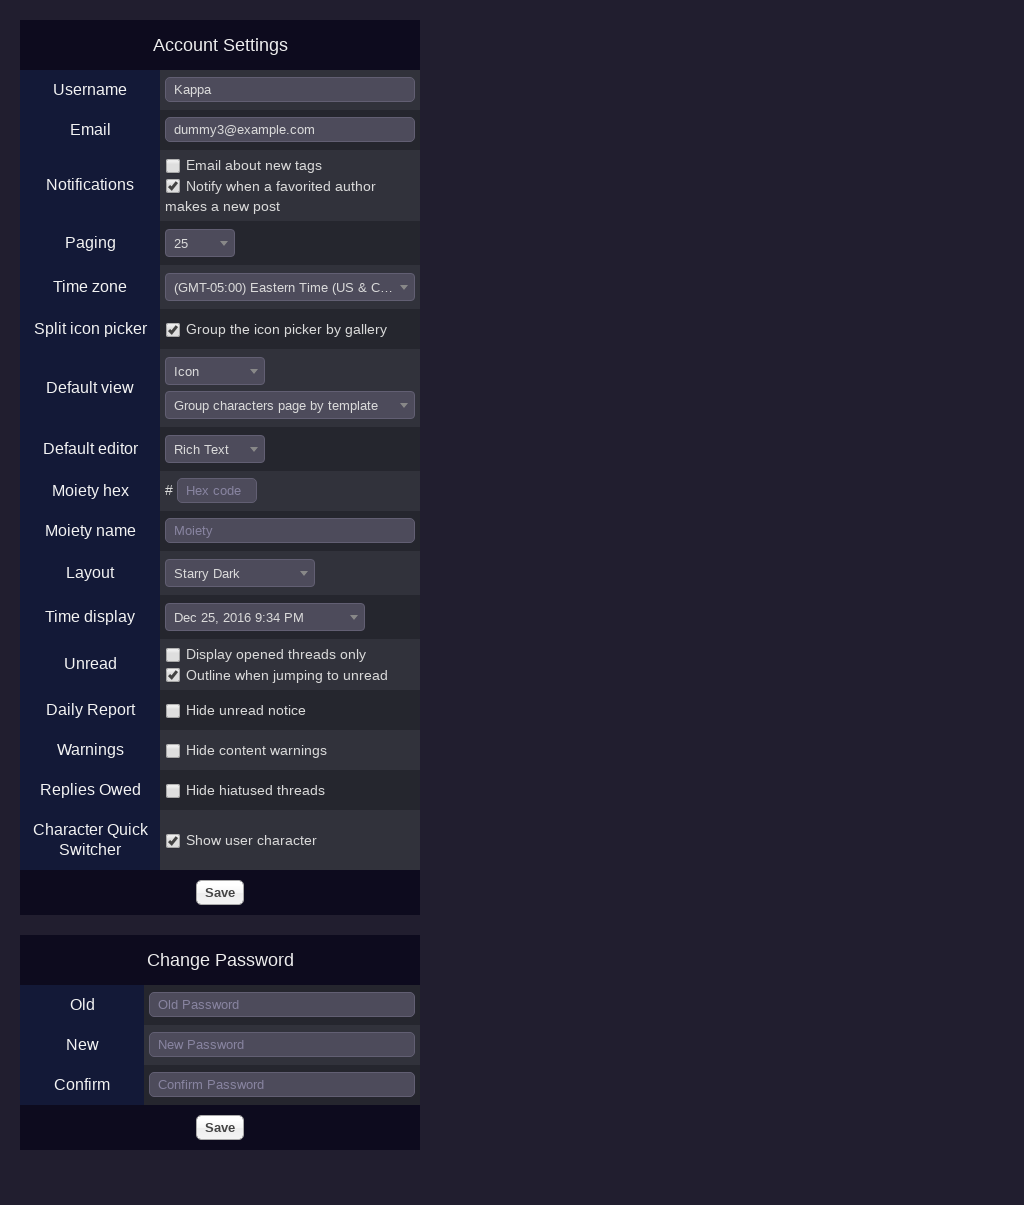 Account Settings
Username
Kappa
Email
dummy3@example.com
Notifications
Email about new tags
Notify when a favorited author
makes a new post
Paging
25
Time zone
(GMT-05:00) Eastern Time (US & C…
Split icon picker
Group the icon picker by gallery
Default view
Icon
Group characters page by template
Default editor
Rich Text
Moiety hex
# Hex code
Moiety name
Moiety
Layout
Starry Dark
Time display
Dec 25, 2016 9:34 PM
Unread
Display opened threads only
Outline when jumping to unread
Daily Report
Hide unread notice
Warnings
Hide content warnings
Replies Owed
Hide hiatused threads
Character Quick
Switcher
Show user character
Save
Change Password
Old
Old Password
New
New Password
Confirm
Confirm Password
Save